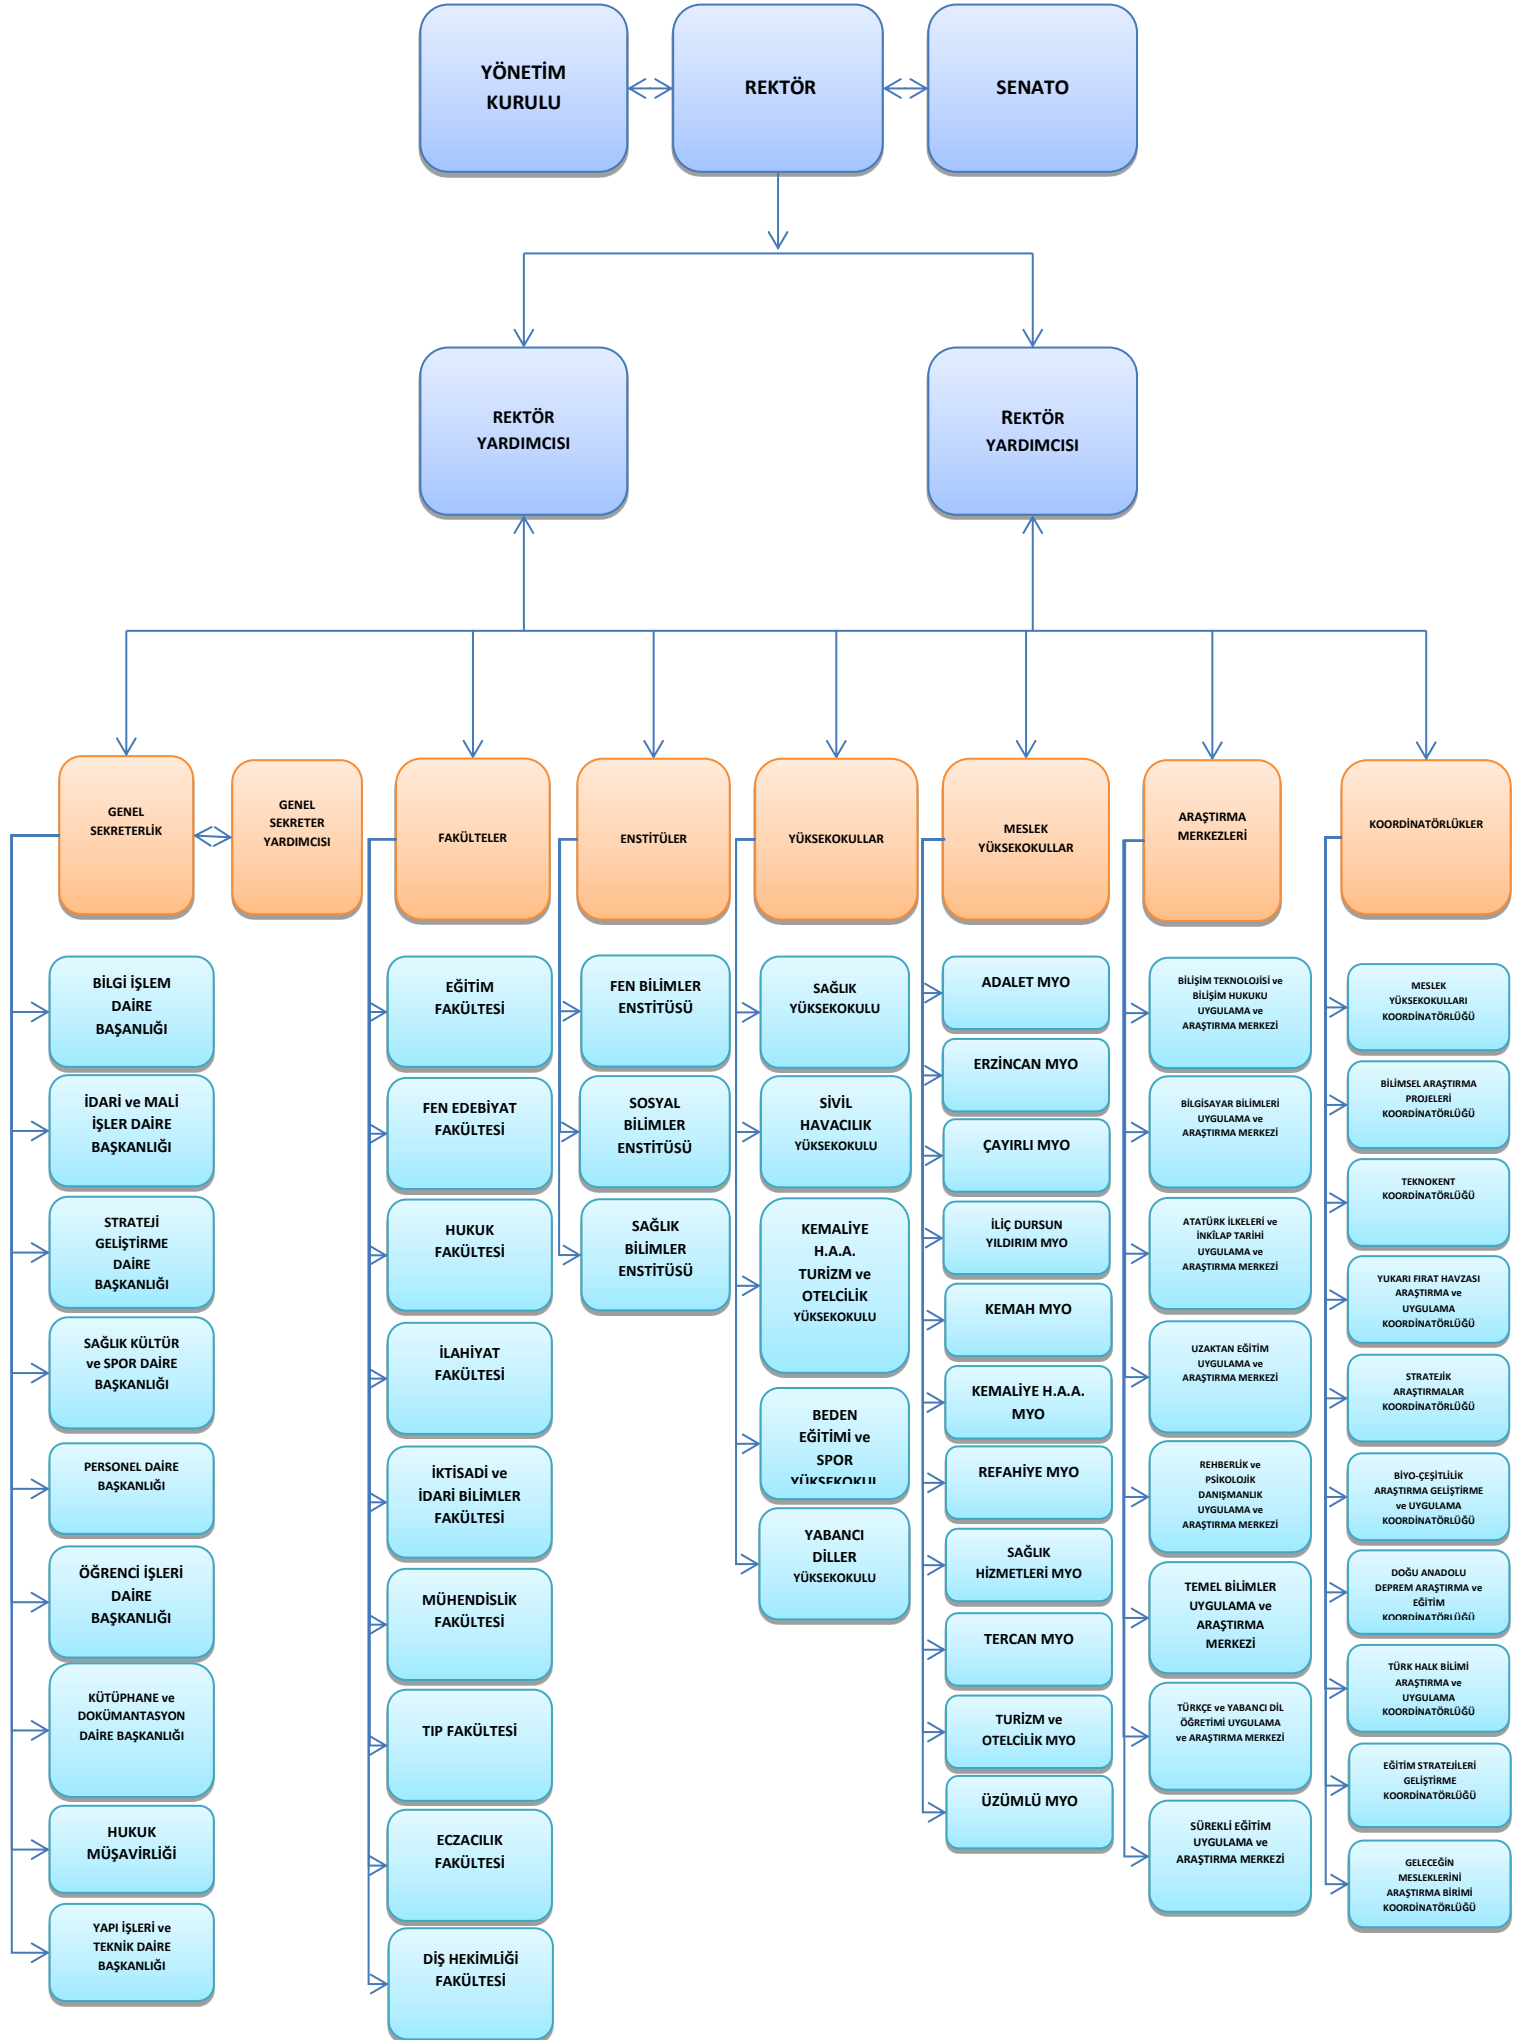 YÖNETİM
KURULU
REKTÖR
SENATO
REKTÖR
YARDIMCISI
REKTÖR
YARDIMCISI
GENEL
SEKRETERLİK
GENEL
SEKRETER
YARDIMCISI
FAKÜLTELER
ENSTİTÜLER
YÜKSEKOKULLAR
MESLEK
YÜKSEKOKULLAR
ARAŞTIRMA
MERKEZLERİ
KOORDİNATÖRLÜKLER
BİLGİ İŞLEM
DAİRE
BAŞANLIĞI
İDARİ ve MALİ
İŞLER DAİRE
BAŞKANLIĞI
STRATEJİ
GELİŞTİRME
DAİRE
BAŞKANLIĞI
SAĞLIK KÜLTÜR
ve SPOR DAİRE
BAŞKANLIĞI
PERSONEL DAİRE
BAŞKANLIĞI
ÖĞRENCİ İŞLERİ
DAİRE
BAŞKANLIĞI
KÜTÜPHANE ve
DOKÜMANTASYON
DAİRE BAŞKANLIĞI
HUKUK
MÜŞAVİRLİĞİ
YAPI İŞLERİ ve
TEKNİK DAİRE
BAŞKANLIĞI
EĞİTİM
FAKÜLTESİ
FEN EDEBİYAT
FAKÜLTESİ
HUKUK
FAKÜLTESİ
İLAHİYAT
FAKÜLTESİ
İKTİSADİ ve
İDARİ BİLİMLER
FAKÜLTESİ
MÜHENDİSLİK
FAKÜLTESİ
TIP FAKÜLTESİ
ECZACILIK
FAKÜLTESİ
DİŞ HEKİMLİĞİ
FAKÜLTESİ
FEN BİLİMLER
ENSTİTÜSÜ
SOSYAL
BİLİMLER
ENSTİTÜSÜ
SAĞLIK
BİLİMLER
ENSTİTÜSÜ
SAĞLIK
YÜKSEKOKULU
SİVİL
HAVACILIK
YÜKSEKOKULU
KEMALİYE
H.A.A.
TURİZM ve
OTELCİLİK
YÜKSEKOKULU
BEDEN
EĞİTİMİ ve
SPOR
YÜKSEKOKUL
YABANCI
DİLLER
YÜKSEKOKULU
ADALET MYO
ERZİNCAN MYO
ÇAYIRLI MYO
İLİÇ DURSUN
YILDIRIM MYO
KEMAH MYO
KEMALİYE H.A.A.
MYO
REFAHİYE MYO
SAĞLIK
HİZMETLERİ MYO
TERCAN MYO
TURİZM ve
OTELCİLİK MYO
ÜZÜMLÜ MYO
BİLİŞİM TEKNOLOJİSİ ve
BİLİŞİM HUKUKU
UYGULAMA ve
ARAŞTIRMA MERKEZİ
BİLGİSAYAR BİLİMLERİ
UYGULAMA ve
ARAŞTIRMA MERKEZİ
ATATÜRK İLKELERİ ve
İNKİLAP TARİHİ
UYGULAMA ve
ARAŞTIRMA MERKEZİ
UZAKTAN EĞİTİM
UYGULAMA ve
ARAŞTIRMA MERKEZİ
REHBERLİK ve
PSİKOLOJİK
DANIŞMANLIK
UYGULAMA ve
ARAŞTIRMA MERKEZİ
TEMEL BİLİMLER
UYGULAMA ve
ARAŞTIRMA
MERKEZİ
TÜRKÇE ve YABANCI DİL
ÖĞRETİMİ UYGULAMA
ve ARAŞTIRMA MERKEZİ
SÜREKLİ EĞİTİM
UYGULAMA ve
ARAŞTIRMA MERKEZİ
MESLEK
YÜKSEKOKULLARI
KOORDİNATÖRLÜĞÜ
BİLİMSEL ARAŞTIRMA
PROJELERİ
KOORDİNATÖRLÜĞÜ
TEKNOKENT
KOORDİNATÖRLÜĞÜ
YUKARI FIRAT HAVZASI
ARAŞTIRMA ve
UYGULAMA
KOORDİNATÖRLÜĞÜ
STRATEJİK
ARAŞTIRMALAR
KOORDİNATÖRLÜĞÜ
BİYO-ÇEŞİTLİLİK
ARAŞTIRMA GELİŞTİRME
ve UYGULAMA
KOORDİNATÖRLÜĞÜ
DOĞU ANADOLU
DEPREM ARAŞTIRMA ve
EĞİTİM
KOORDİNATÖRLÜĞÜ
TÜRK HALK BİLİMİ
ARAŞTIRMA ve
UYGULAMA
KOORDİNATÖRLÜĞÜ
EĞİTİM STRATEJİLERİ
GELİŞTİRME
KOORDİNATÖRLÜĞÜ
GELECEĞİN
MESLEKLERİNİ
ARAŞTIRMA BİRİMİ
KOORDİNATÖRLÜĞÜ